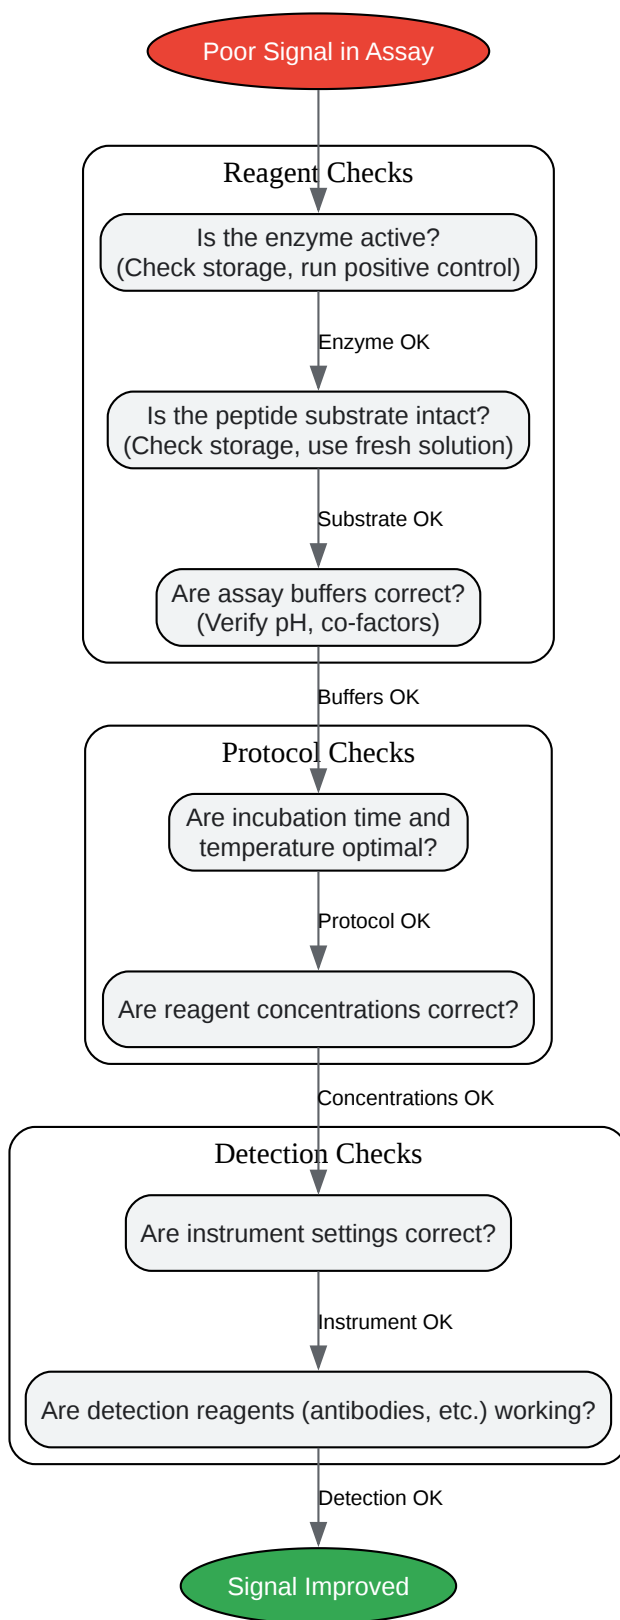 Poor Signal in Assay
Reagent Checks
Is the enzyme active?
(Check storage, run positive control)
Enzyme OK
Is the peptide substrate intact?
(Check storage, use fresh solution)
Substrate OK
Are assay buffers correct?
(Verify pH, co-factors)
Buffers OK
Protocol Checks
Are incubation time and
temperature optimal?
Protocol OK
Are reagent concentrations correct?
Concentrations OK
Detection Checks
Are instrument settings correct?
Instrument OK
Are detection reagents (antibodies, etc.) working?
Detection OK
Signal Improved